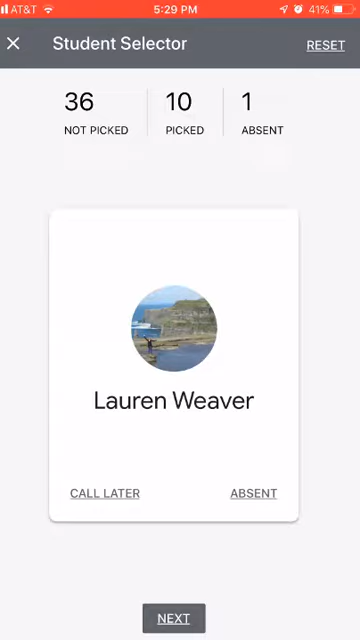 AT&T 5:29 PM 41%
Student Selector RESET
36 10 1
NOT PICKED PICKED ABSENT
Lauren Weaver
CALL LATER ABSENT
NEXT